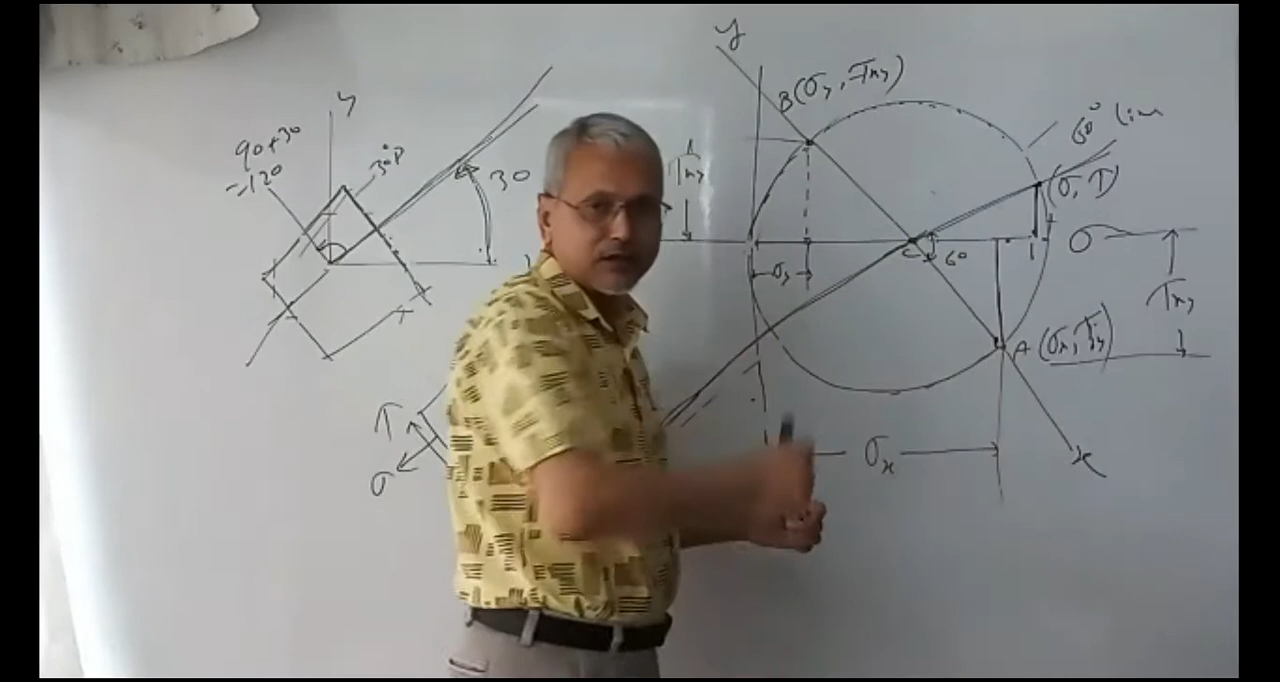 y
90+30
=120
30°P
30
τ
σ
y
B(σy, -τxy)
τxy
60° line
(σ, τ)
C
60
σ
σy
τxy
A (σx, τxy)
σx
x